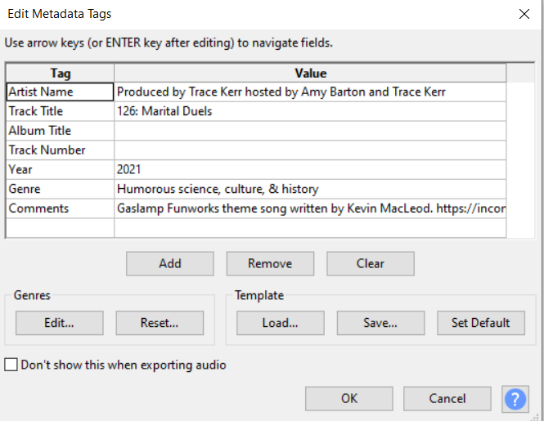 Edit Metadata Tags
Use arrow keys (or ENTER key after editing) to navigate fields.
Tag Value
Artist Name Produced by Trace Kerr hosted by Amy Barton and Trace Kerr
Track Title 126: Marital Duels
Album Title
Track Number
Year 2021
Genre Humorous science, culture, & history
Comments Gaslamp Funworks theme song written by Kevin MacLeod. https://incor
Add Remove Clear
Genres Template
Edit... Reset... Load... Save... Set Default
Don't show this when exporting audio
OK Cancel ?